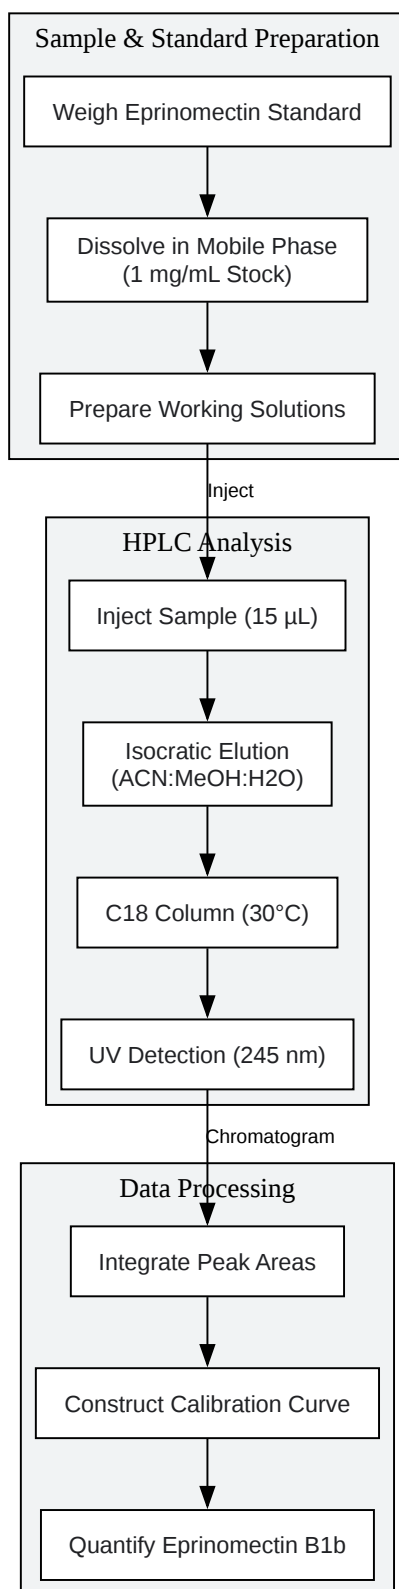 Sample & Standard Preparation
Weigh Eprinomectin Standard
Dissolve in Mobile Phase
(1 mg/mL Stock)
Prepare Working Solutions
Inject
HPLC Analysis
Inject Sample (15 µL)
Isocratic Elution
(ACN:MeOH:H2O)
C18 Column (30°C)
UV Detection (245 nm)
Chromatogram
Data Processing
Integrate Peak Areas
Construct Calibration Curve
Quantify Eprinomectin B1b